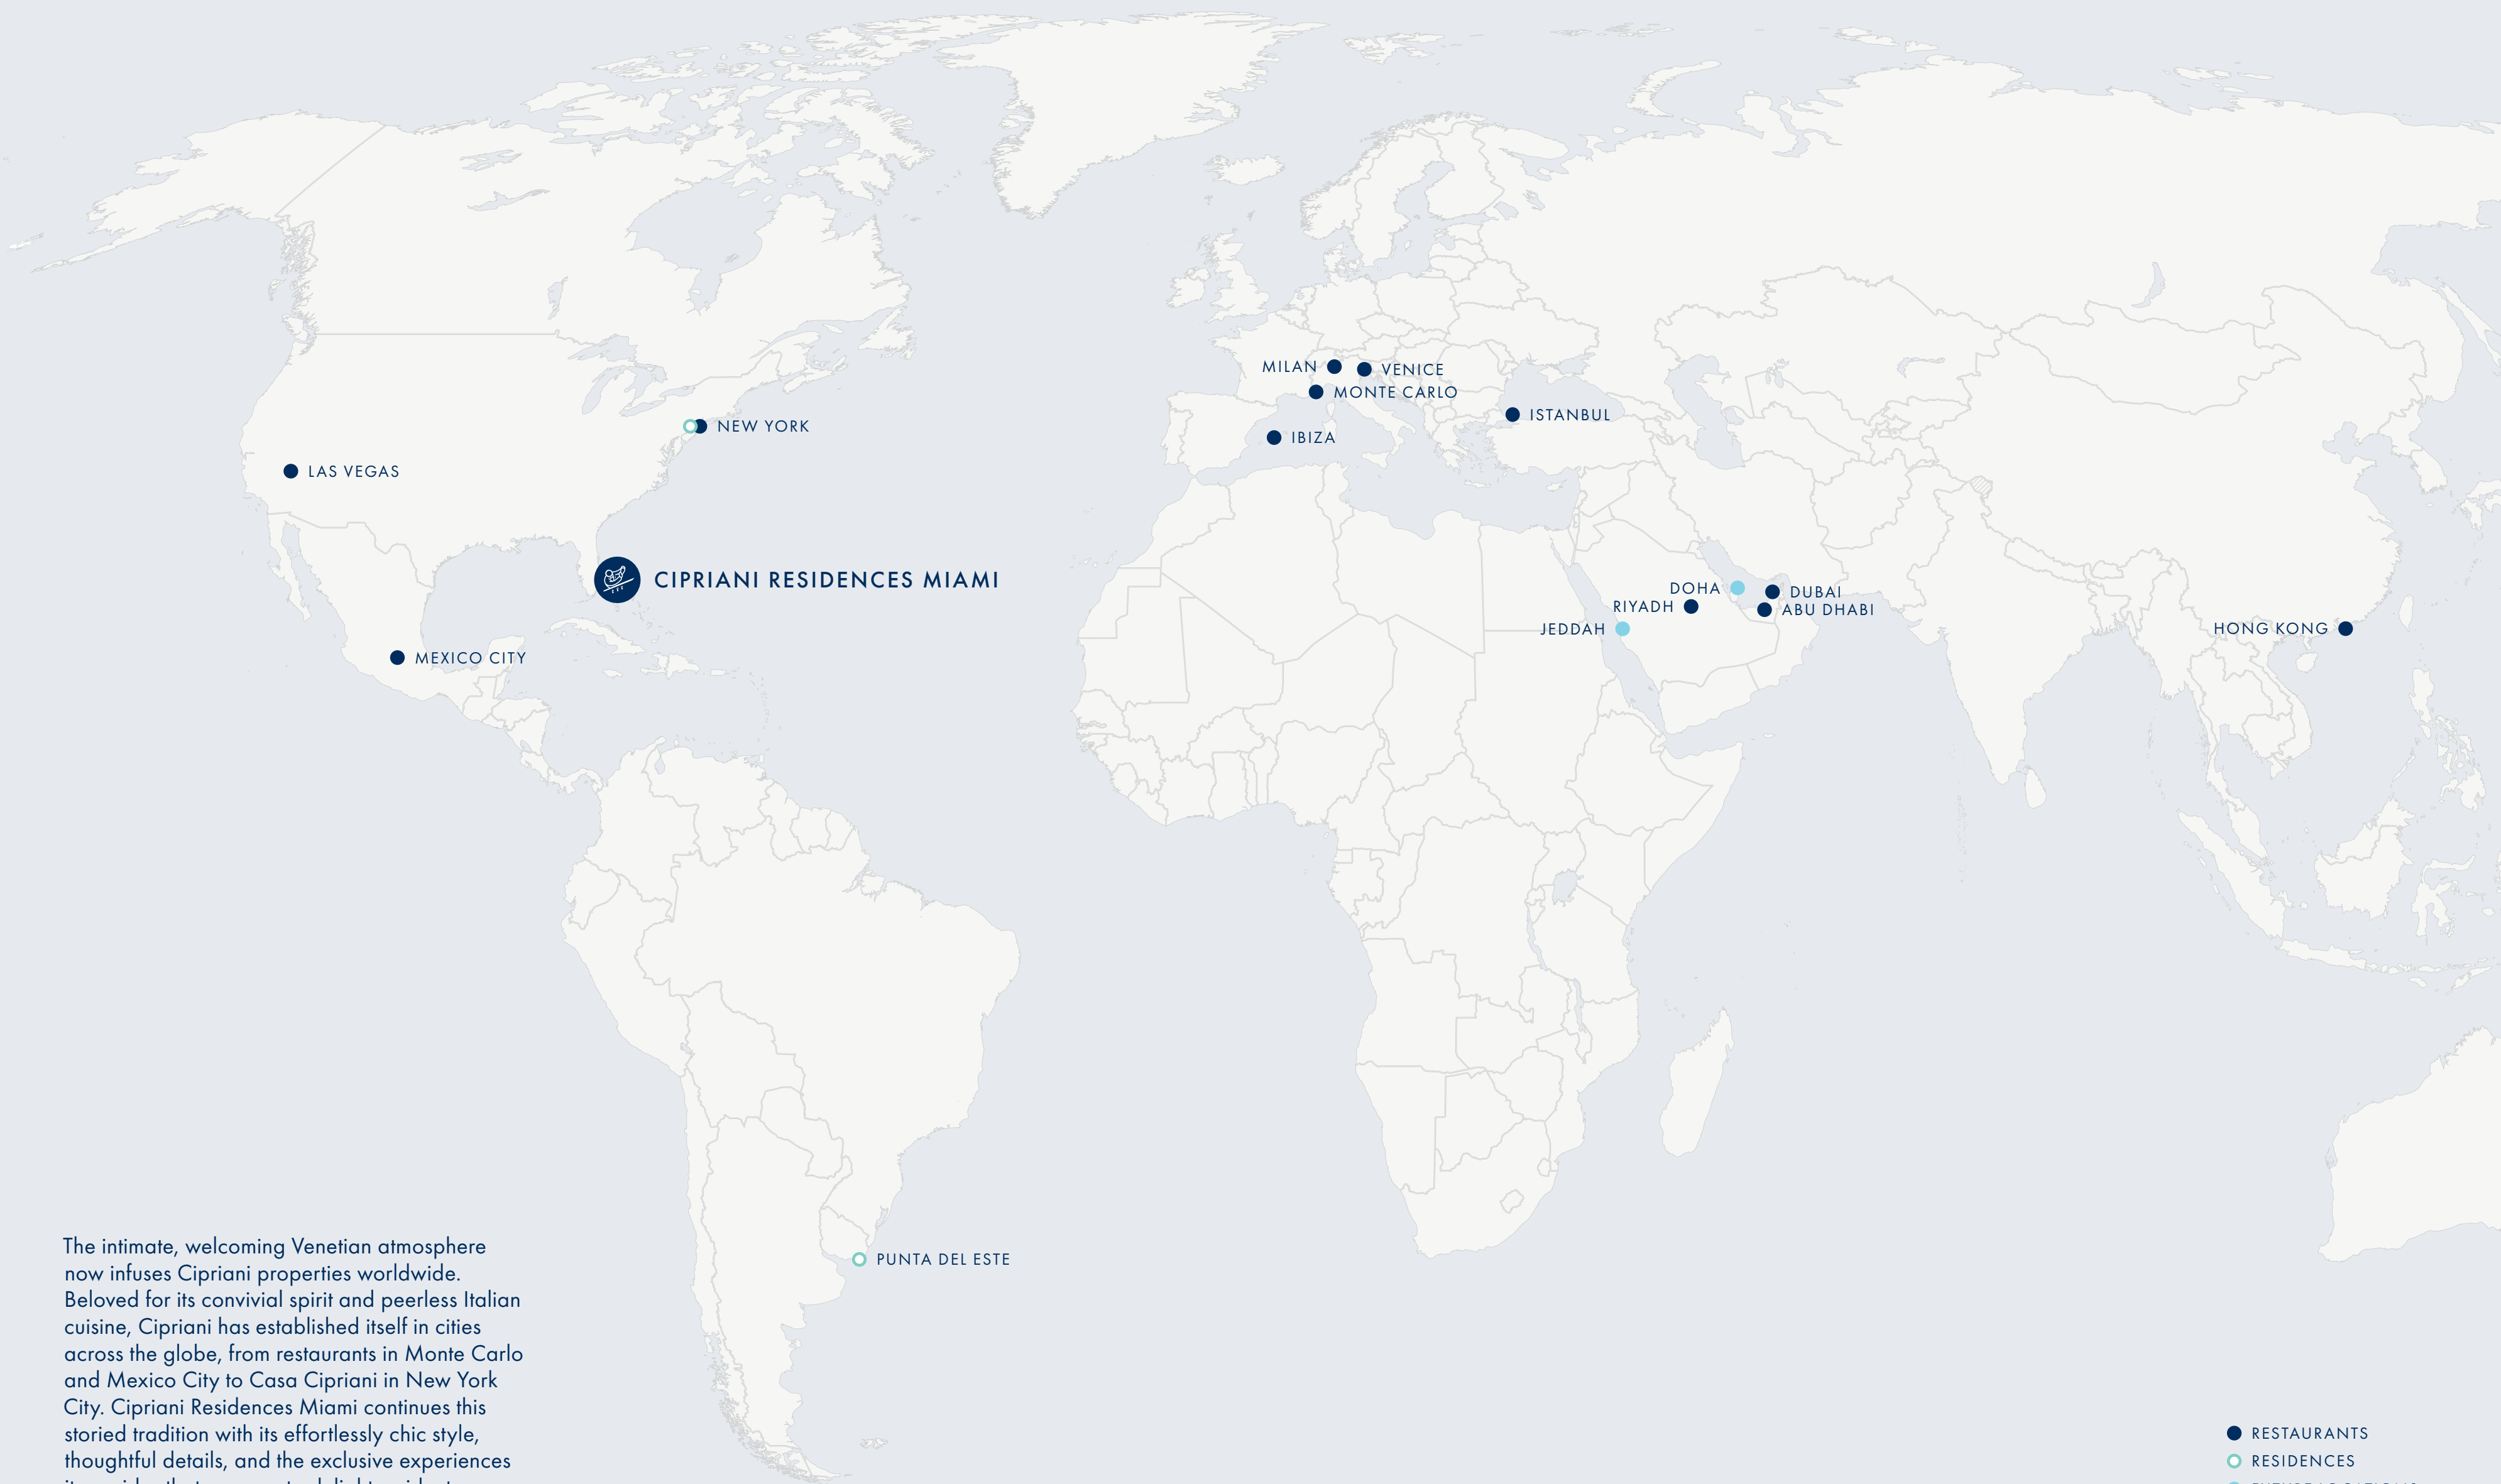 MILAN
VENICE
MONTE CARLO
ISTANBUL
NEW YORK
IBIZA
LAS VEGAS
CIPRIANI RESIDENCES MIAMI
DOHA
DUBAI
RIYADH
ABU DHABI
JEDDAH
HONG KONG
MEXICO CITY
PUNTA DEL ESTE
The intimate, welcoming Venetian atmosphere
now infuses Cipriani properties worldwide.
Beloved for its convivial spirit and peerless Italian
cuisine, Cipriani has established itself in cities
across the globe, from restaurants in Monte Carlo
and Mexico City to Casa Cipriani in New York
City. Cipriani Residences Miami continues this
storied tradition with its effortlessly chic style,
thoughtful details, and the exclusive experiences
RESTAURANTS
RESIDENCES